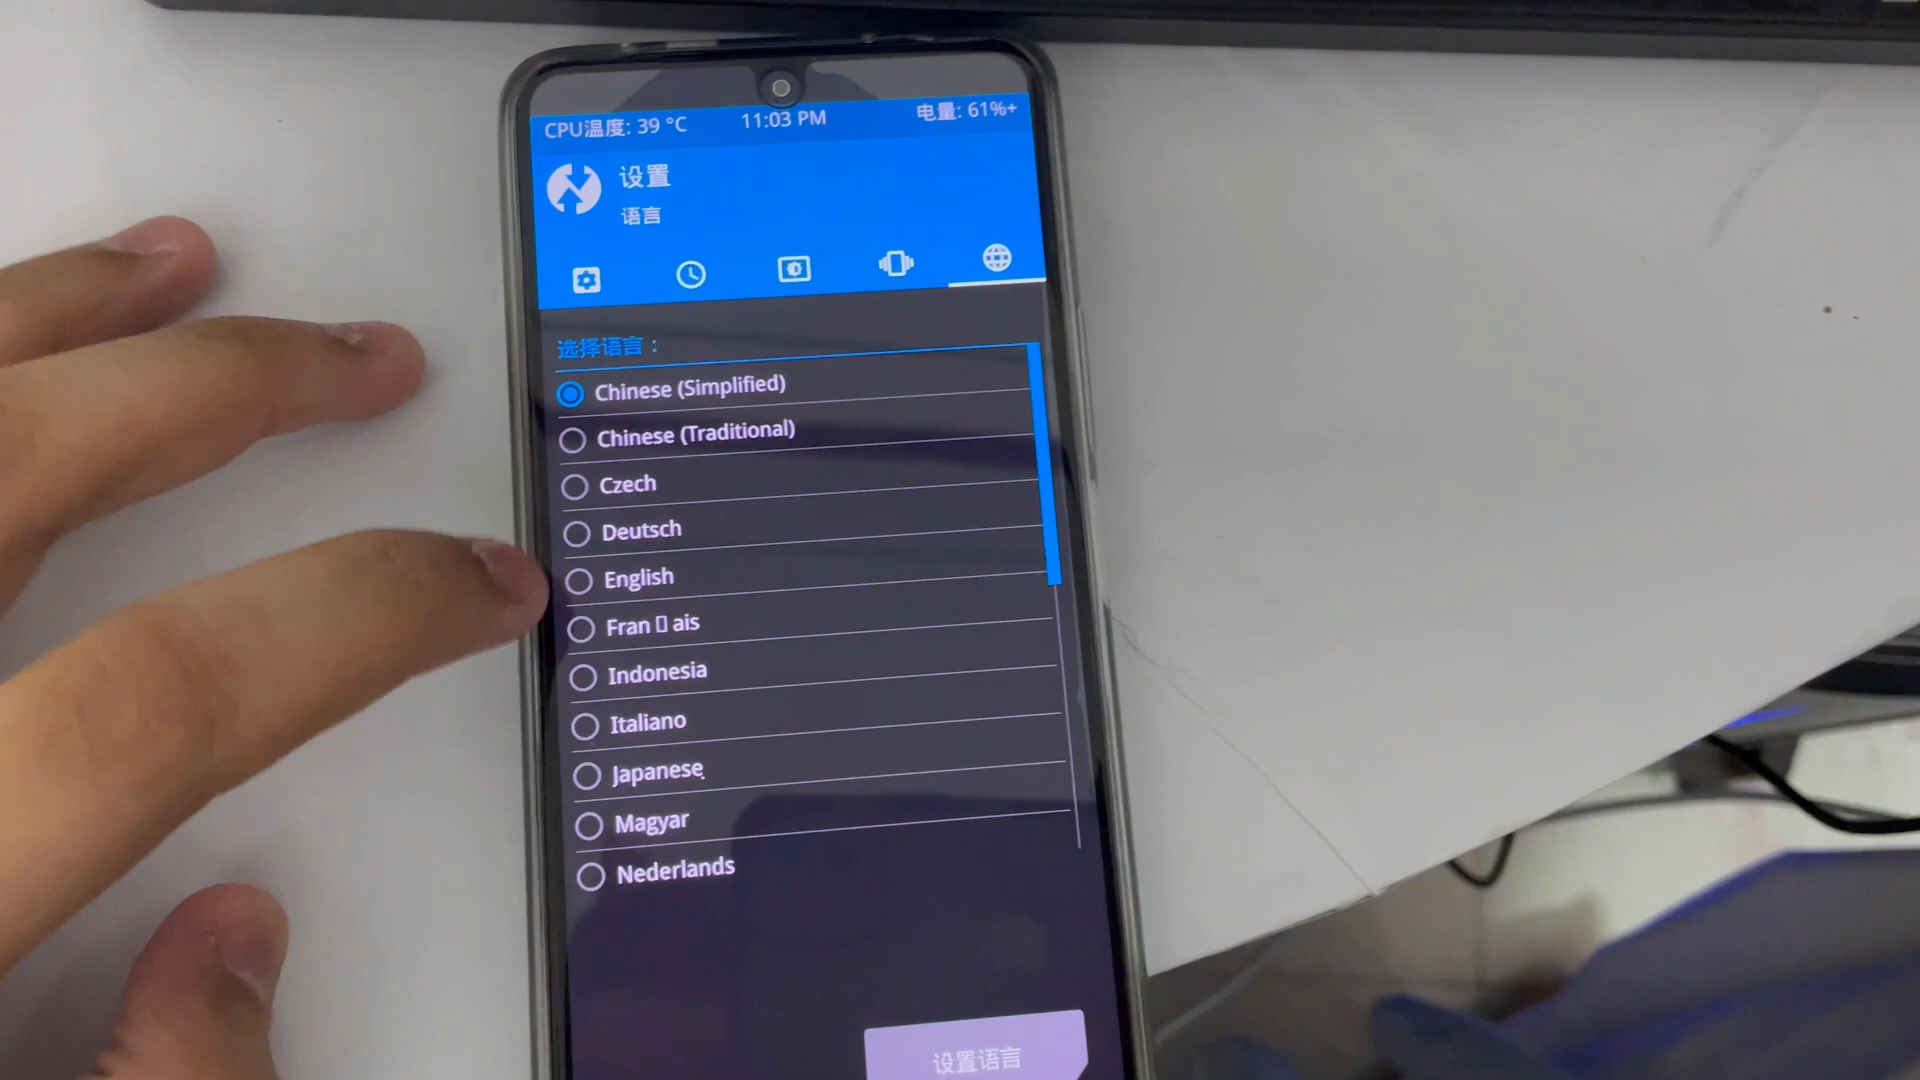 CPU温度: 39 °C 11:03 PM 电量: 61%+
设置
语言
选择语言：
Chinese (Simplified)
Chinese (Traditional)
Czech
Deutsch
English
Fran▯ais
Indonesia
Italiano
Japanese
Magyar
Nederlands
设置语言